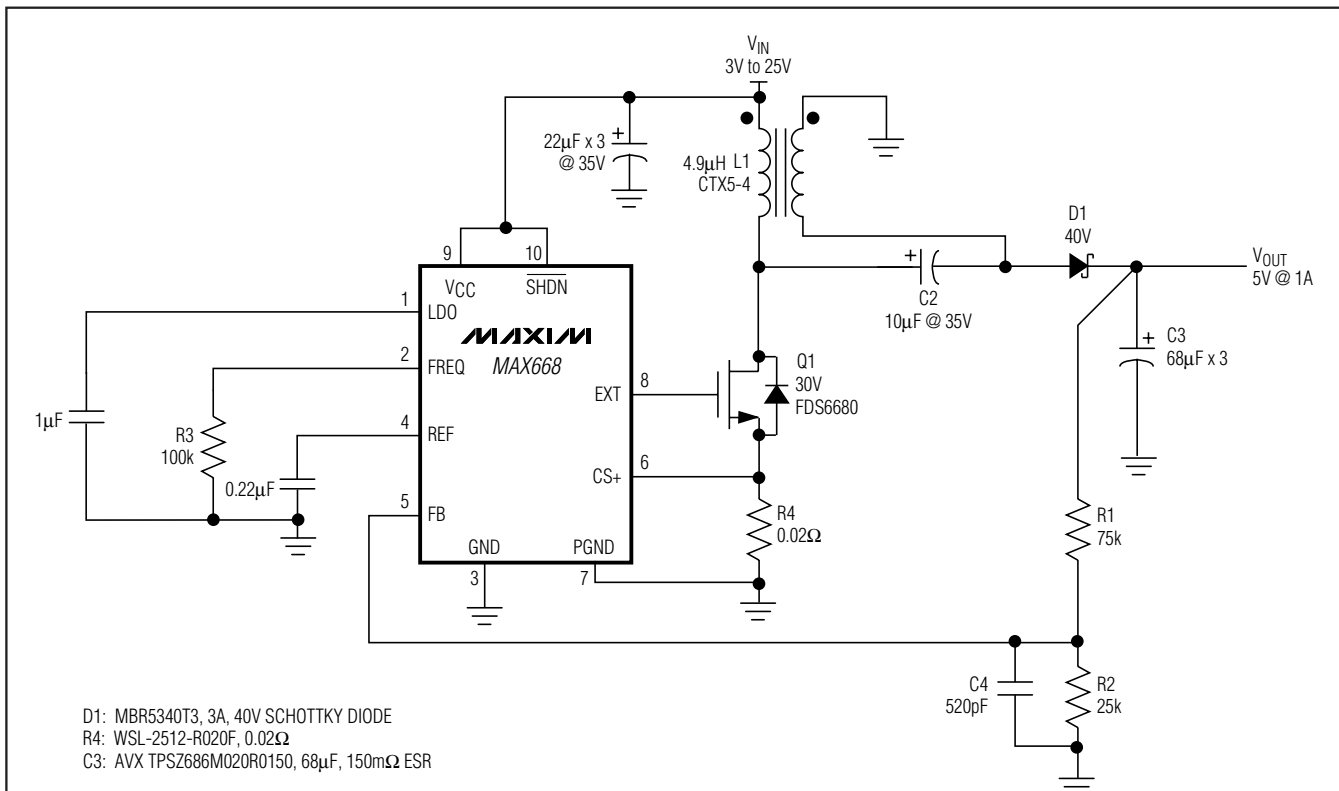 V_IN
3V to 25V
22µF x 3
@ 35V
4.9µH L1
CTX5-4
D1
40V
V_OUT
5V @ 1A
C2
10µF @ 35V
C3
68µF x 3
9
10
V_CC
SHDN
1
LDO
MAXIM
MAX668
2
FREQ
Q1
30V
FDS6680
EXT
8
1µF
R3
100k
4
REF
0.22µF
CS+
6
5
FB
R4
0.02Ω
R1
75k
GND
PGND
3
7
C4
520pF
R2
25k
D1: MBR5340T3, 3A, 40V SCHOTTKY DIODE
R4: WSL-2512-R020F, 0.02Ω
C3: AVX TPSZ686M020R0150, 68µF, 150mΩ ESR